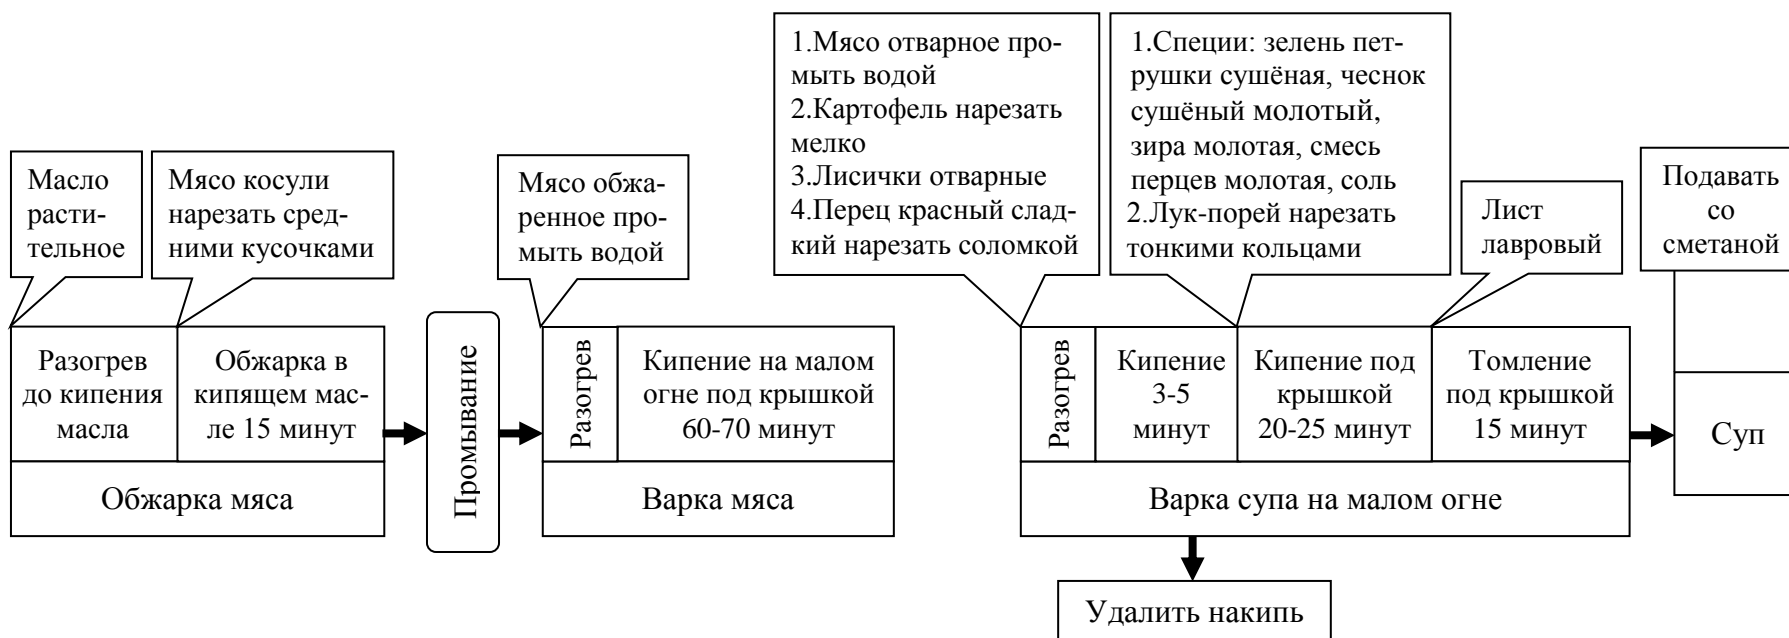 Масло
расти-
тельное
Мясо косули
нарезать сред-
ними кусочками
Разогрев
до кипения
масла
Обжарка в
кипящем мас-
ле 15 минут
Обжарка мяса
Промывание
Мясо обжа-
ренное про-
мыть водой
Разогрев
Кипение на малом
огне под крышкой
60-70 минут
Варка мяса
1.Мясо отварное про-
мыть водой
2.Картофель нарезать
мелко
3.Лисички отварные
4.Перец красный слад-
кий нарезать соломкой
1.Специи: зелень пет-
рушки сушёная, чеснок
сушёный молотый,
зира молотая, смесь
перцев молотая, соль
2.Лук-порей нарезать
тонкими кольцами
Лист
лавровый
Разогрев
Кипение
3-5
минут
Кипение под
крышкой
20-25 минут
Томление
под крышкой
15 минут
Варка супа на малом огне
Удалить накипь
Подавать
со
сметаной
Суп